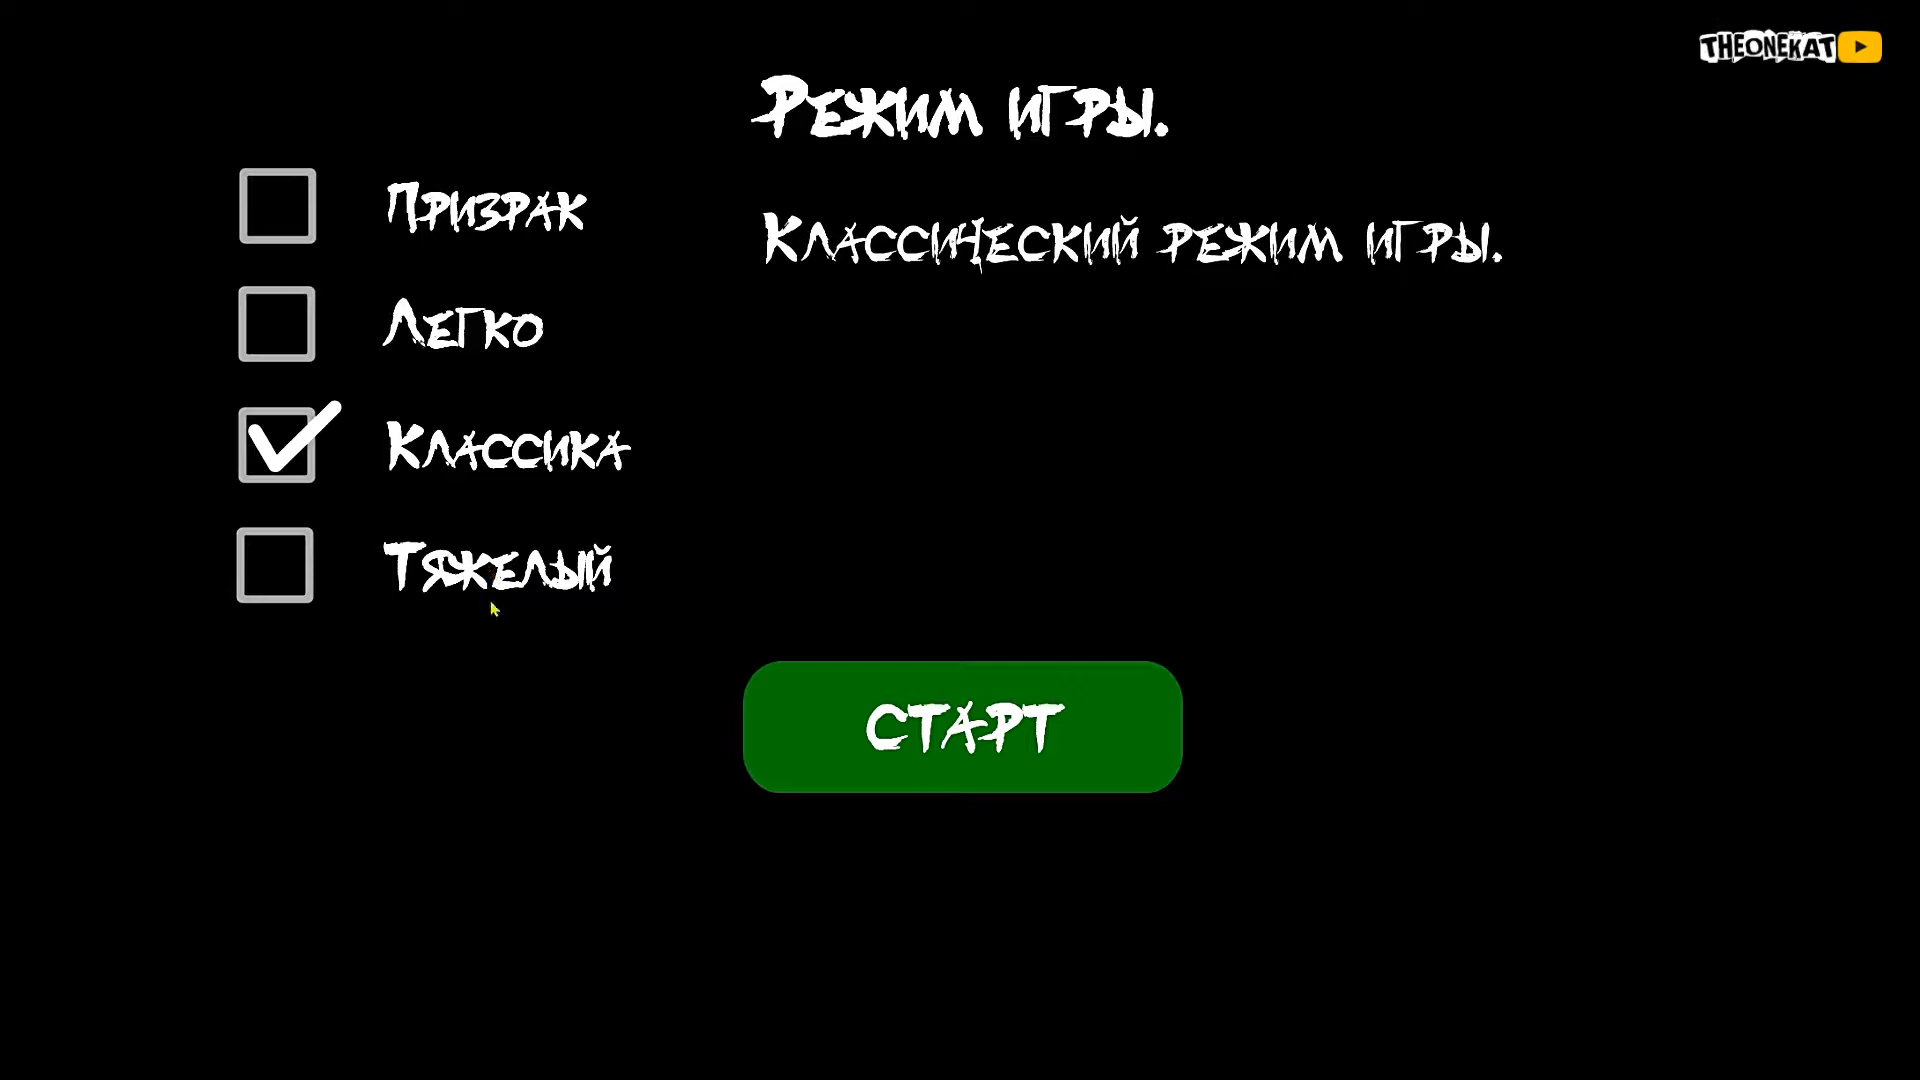 THEONEKAT
Режим игры.
Призрак
Классический режим игры.
Легко
Классика
Тяжелый
СТАРТ